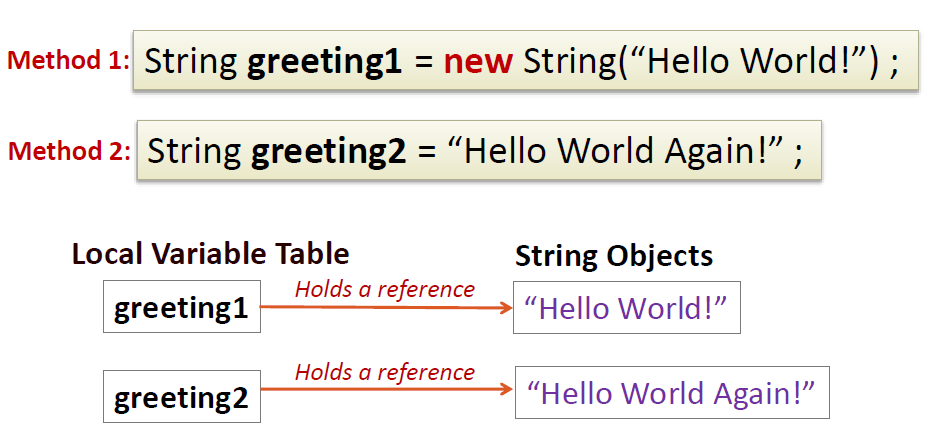 Method 1: String greeting1 = new String(“Hello World!”) ;
Method 2: String greeting2 = “Hello World Again!” ;
Local Variable Table String Objects
greeting1 Holds a reference “Hello World!”
greeting2 Holds a reference “Hello World Again!”